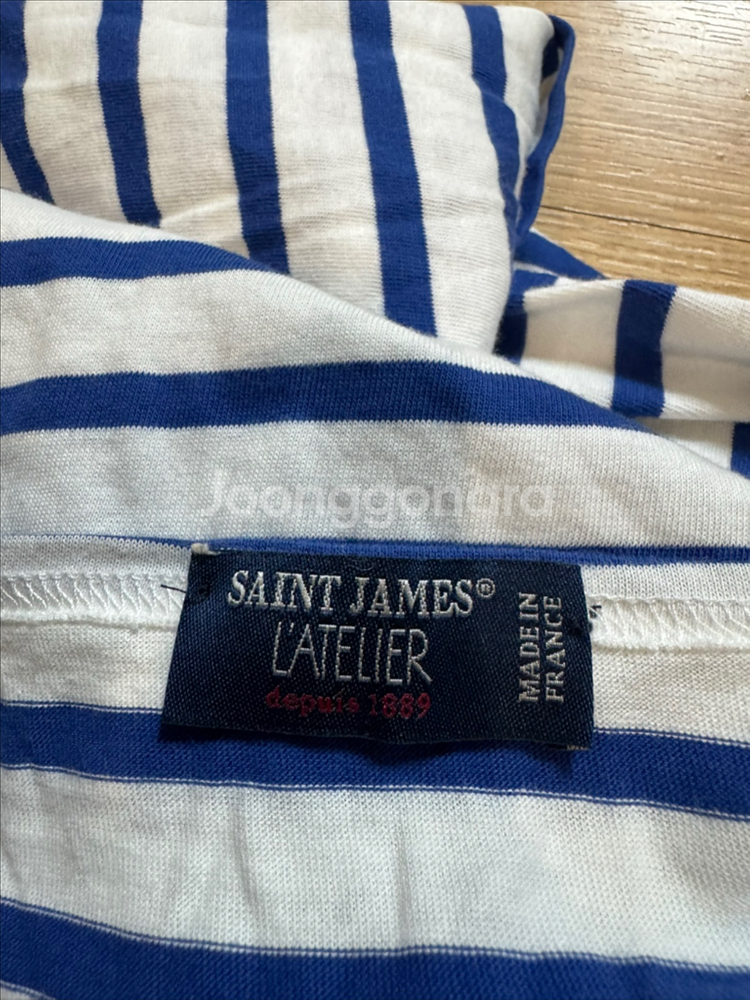 Joonggonara
SAINT JAMES®
L'ATELIER
depuis 1889
MADE IN
FRANCE